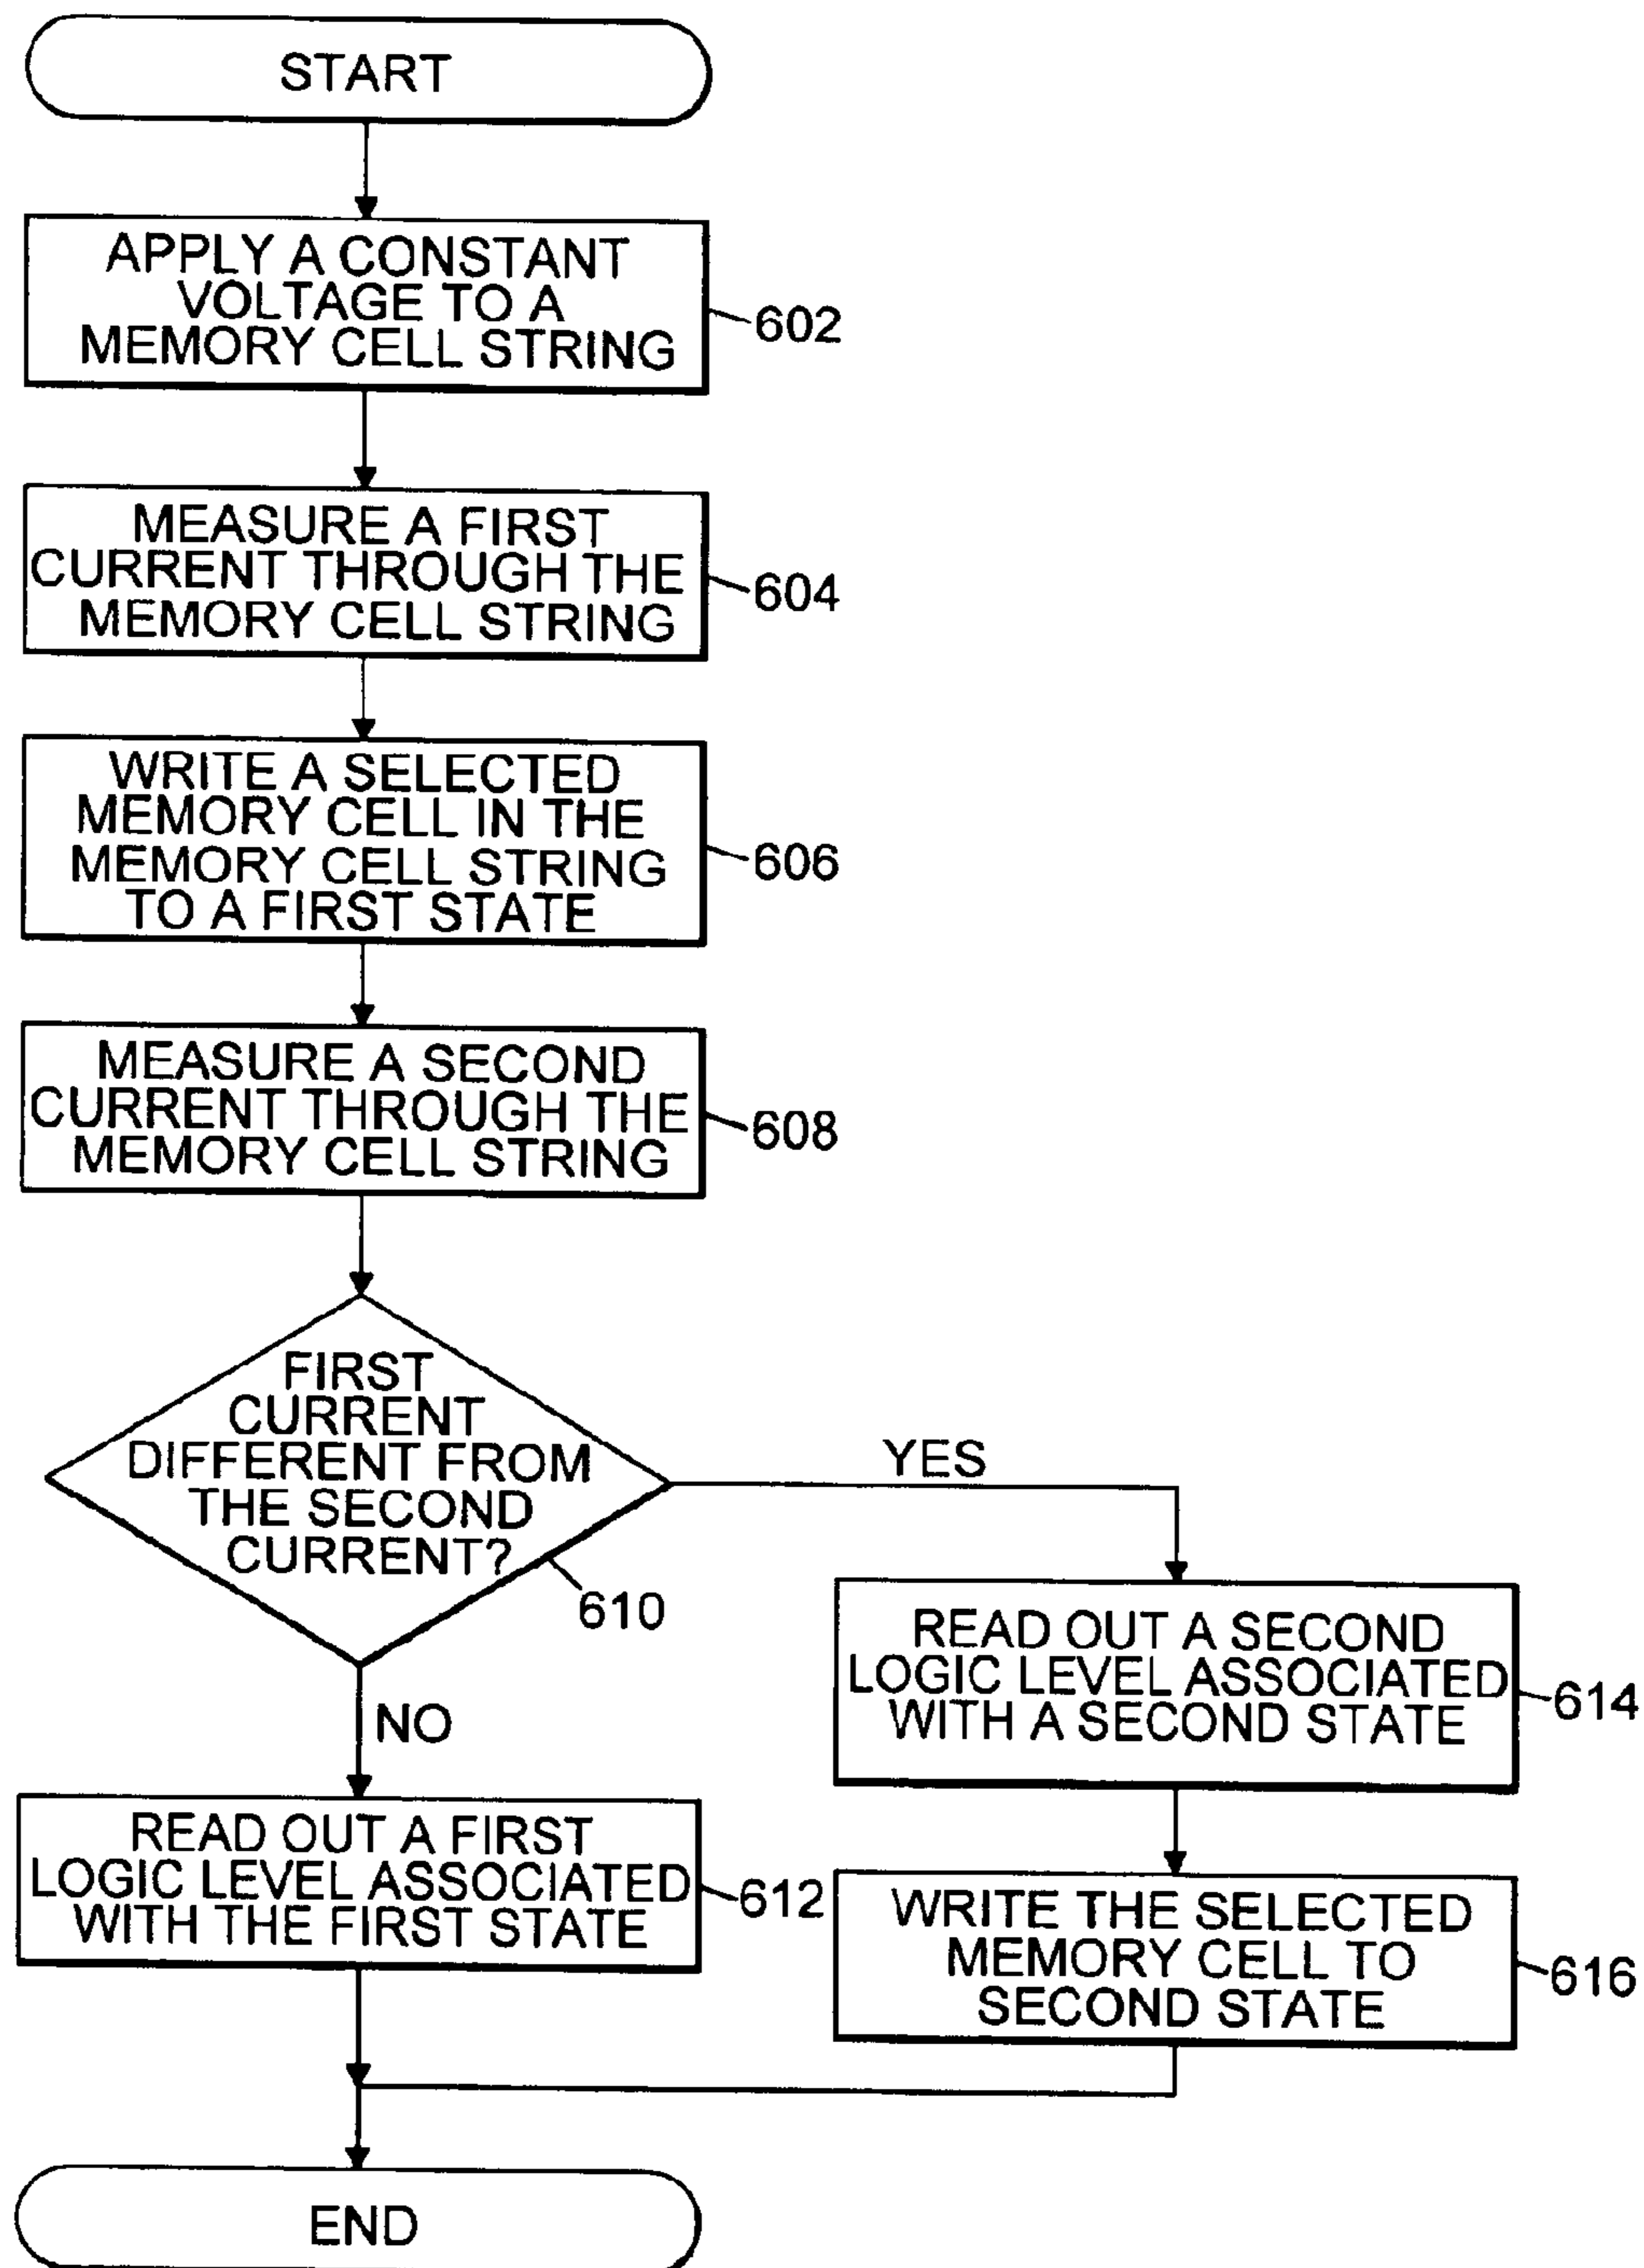 START
APPLY A CONSTANT
VOLTAGE TO A
MEMORY CELL STRING
602
MEASURE A FIRST
CURRENT THROUGH THE
MEMORY CELL STRING
604
WRITE A SELECTED
MEMORY CELL IN THE
MEMORY CELL STRING
TO A FIRST STATE
606
MEASURE A SECOND
CURRENT THROUGH THE
MEMORY CELL STRING
608
FIRST
CURRENT
DIFFERENT FROM
THE SECOND
CURRENT?
610
YES
READ OUT A SECOND
LOGIC LEVEL ASSOCIATED
WITH A SECOND STATE
614
NO
READ OUT A FIRST
LOGIC LEVEL ASSOCIATED
WITH THE FIRST STATE
612
WRITE THE SELECTED
MEMORY CELL TO
SECOND STATE
616
END